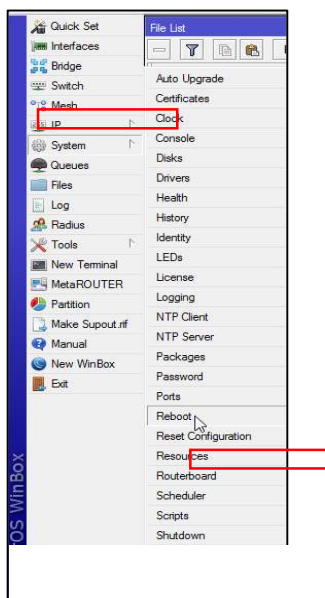 Quick Set
Interfaces
Bridge
Switch
Mesh
IP
System
Queues
Files
Log
Radius
Tools
New Terminal
MetaROUTER
Partition
Make Supout.rif
Manual
New WinBox
Exit
OS WinBox
File List
Auto Upgrade
Certificates
Clock
Console
Disks
Drivers
Health
History
Identity
LEDs
License
Logging
NTP Client
NTP Server
Packages
Password
Ports
Reboot
Reset Configuration
Resources
Routerboard
Scheduler
Scripts
Shutdown